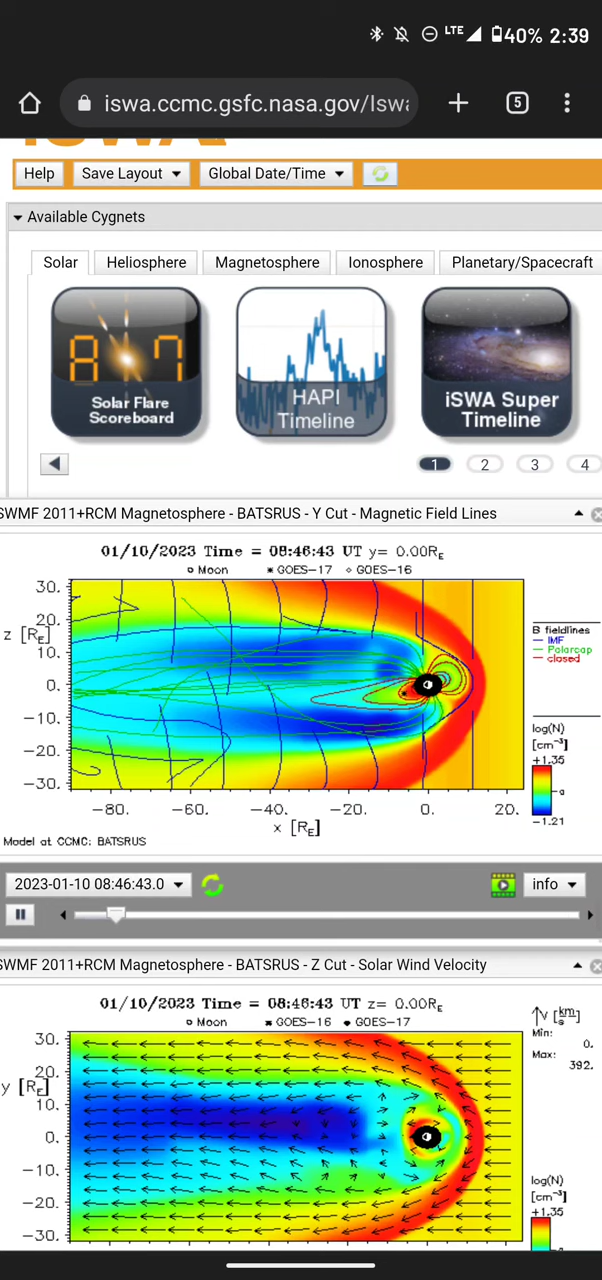 LTE 40% 2:39
iswa.ccmc.gsfc.nasa.gov/Iswa
5
iSWA
Help Save Layout Global Date/Time
Available Cygnets
Solar Heliosphere Magnetosphere Ionosphere Planetary/Spacecraft
8 7
Solar Flare
Scoreboard
HAPI
Timeline
iSWA Super
Timeline
1 2 3 4
SWMF 2011+RCM Magnetosphere - BATSRUS - Y Cut - Magnetic Field Lines
01/10/2023 Time = 08:46:43 UT y= 0.00RE
Moon GOES-17 GOES-16
30.
20.
z [RE]
10.
0.
-10.
-20.
-30.
B fieldlines
IMF
Polarcap
closed
log(N)
[cm⁻³]
+1.35
-1.21
-80. -60. -40. -20. 0. 20.
x [RE]
Model at CCMC: BATSRUS
2023-01-10 08:46:43.0 info
SWMF 2011+RCM Magnetosphere - BATSRUS - Z Cut - Solar Wind Velocity
01/10/2023 Time = 08:46:43 UT z= 0.00RE
Moon GOES-16 GOES-17
V [km/s]
Min:
0.
Max:
392.
30.
20.
y [RE]
10.
0.
-10.
-20.
-30.
log(N)
[cm⁻³]
+1.35